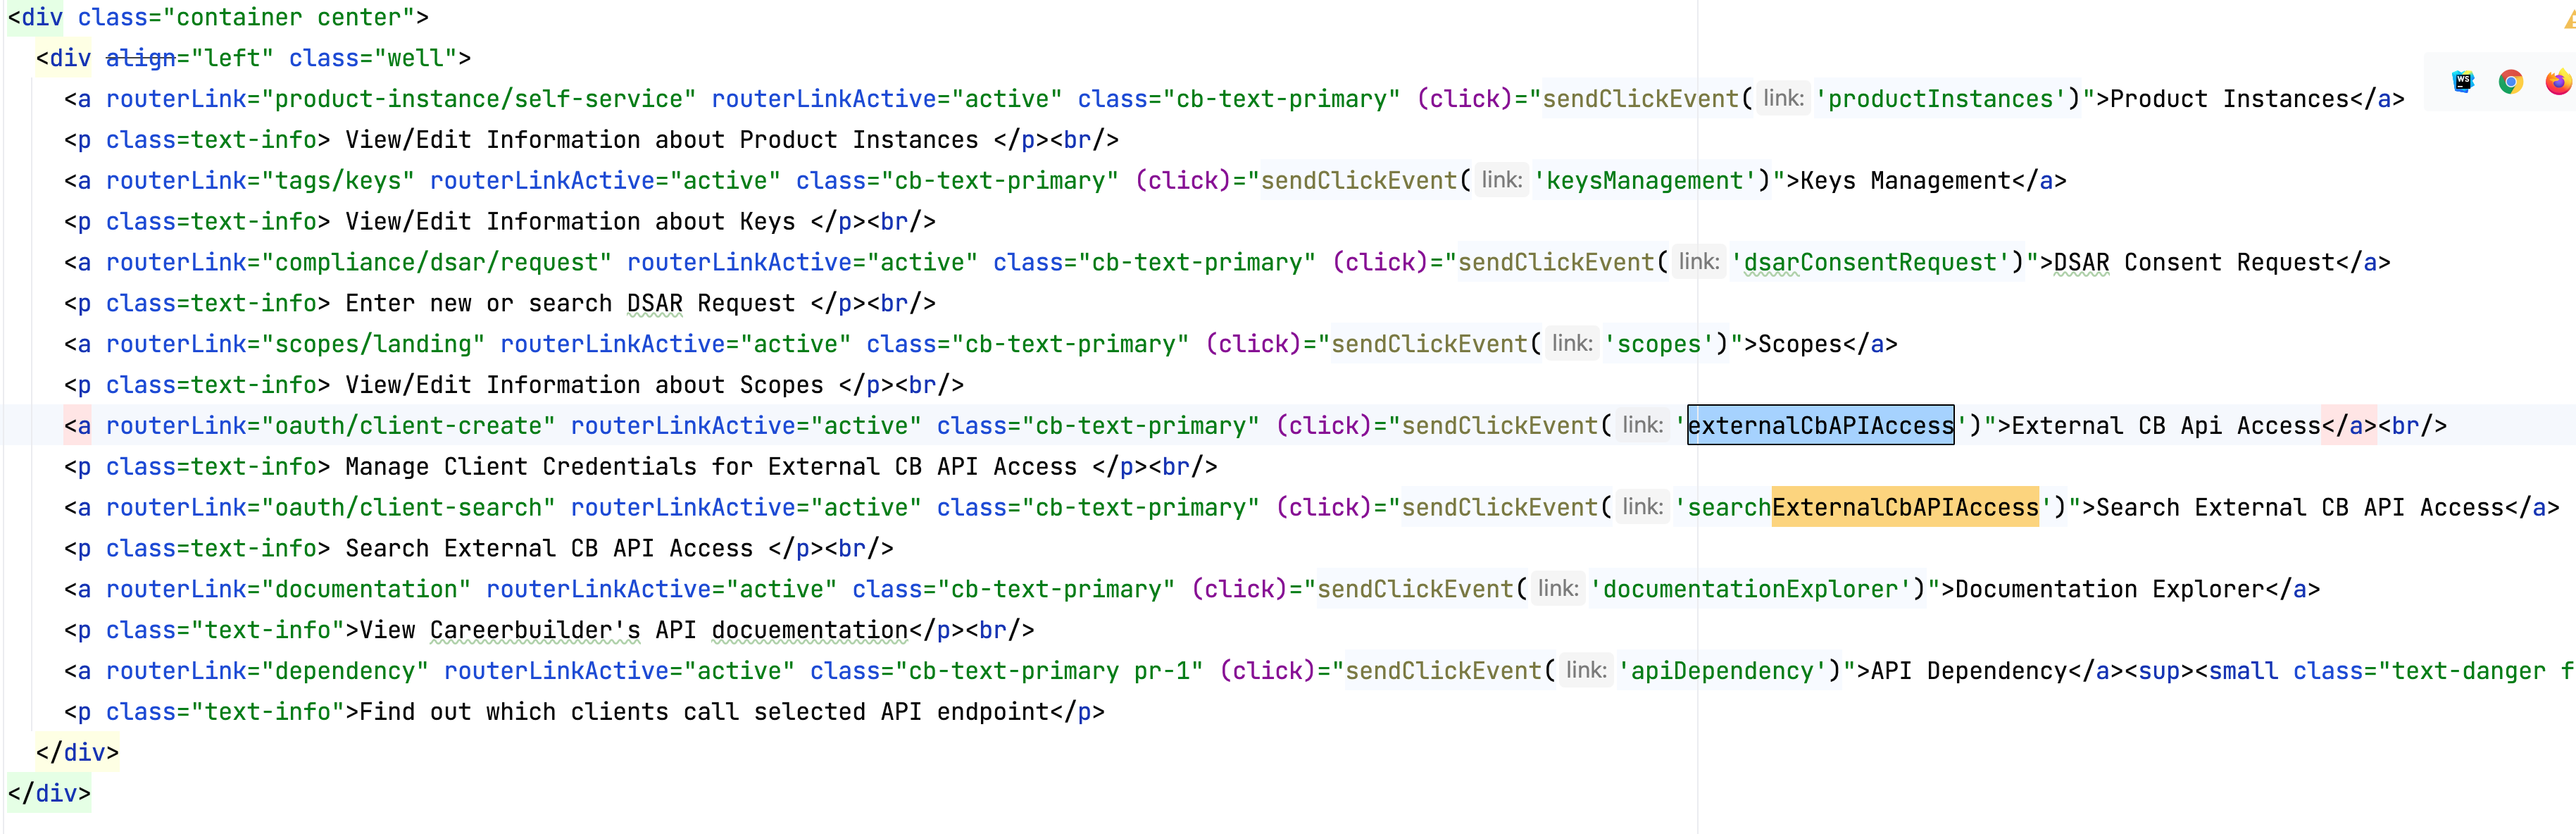 <div class="container center">
<div align="left" class="well">
<a routerLink="product-instance/self-service" routerLinkActive="active" class="cb-text-primary" (click)="sendClickEvent( link: 'productInstances')">Product Instances</a>
WS
<p class=text-info> View/Edit Information about Product Instances </p><br/>
<a routerLink="tags/keys" routerLinkActive="active" class="cb-text-primary" (click)="sendClickEvent( link: 'keysManagement')">Keys Management</a>
<p class=text-info> View/Edit Information about Keys </p><br/>
<a routerLink="compliance/dsar/request" routerLinkActive="active" class="cb-text-primary" (click)="sendClickEvent( link: 'dsarConsentRequest')">DSAR Consent Request</a>
<p class=text-info> Enter new or search DSAR Request </p><br/>
<a routerLink="scopes/landing" routerLinkActive="active" class="cb-text-primary" (click)="sendClickEvent( link: 'scopes')">Scopes</a>
<p class=text-info> View/Edit Information about Scopes </p><br/>
<a routerLink="oauth/client-create" routerLinkActive="active" class="cb-text-primary" (click)="sendClickEvent( link: 'externalCbAPIAccess')">External CB Api Access</a><br/>
<p class=text-info> Manage Client Credentials for External CB API Access </p><br/>
<a routerLink="oauth/client-search" routerLinkActive="active" class="cb-text-primary" (click)="sendClickEvent( link: 'searchExternalCbAPIAccess')">Search External CB API Access</a>
<p class=text-info> Search External CB API Access </p><br/>
<a routerLink="documentation" routerLinkActive="active" class="cb-text-primary" (click)="sendClickEvent( link: 'documentationExplorer')">Documentation Explorer</a>
<p class="text-info">View Careerbuilder's API docuementation</p><br/>
<a routerLink="dependency" routerLinkActive="active" class="cb-text-primary pr-1" (click)="sendClickEvent( link: 'apiDependency')">API Dependency</a><sup><small class="text-danger f
<p class="text-info">Find out which clients call selected API endpoint</p>
</div>
</div>